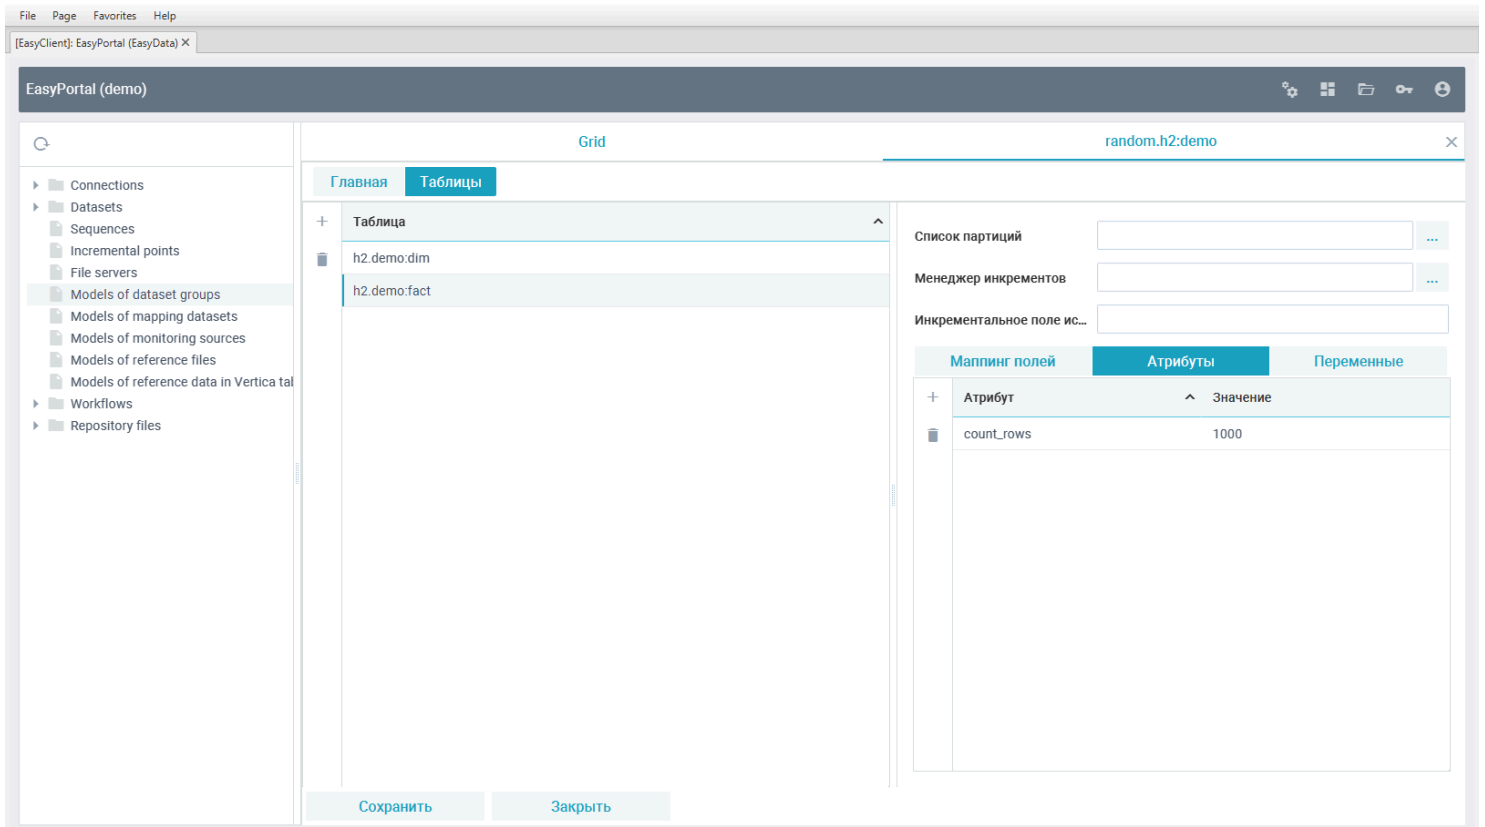 File Page Favorites Help
[EasyClient]: EasyPortal (EasyData) ✕
EasyPortal (demo)
Grid
random.h2:demo
Connections
Datasets
Sequences
Incremental points
File servers
Models of dataset groups
Models of mapping datasets
Models of monitoring sources
Models of reference files
Models of reference data in Vertica tal
Workflows
Repository files
Главная Таблицы
Таблица
h2.demo:dim
h2.demo:fact
Список партиций ...
Менеджер инкрементов ...
Инкрементальное поле ис...
Маппинг полей Атрибуты Переменные
Атрибут Значение
count_rows 1000
Сохранить Закрыть